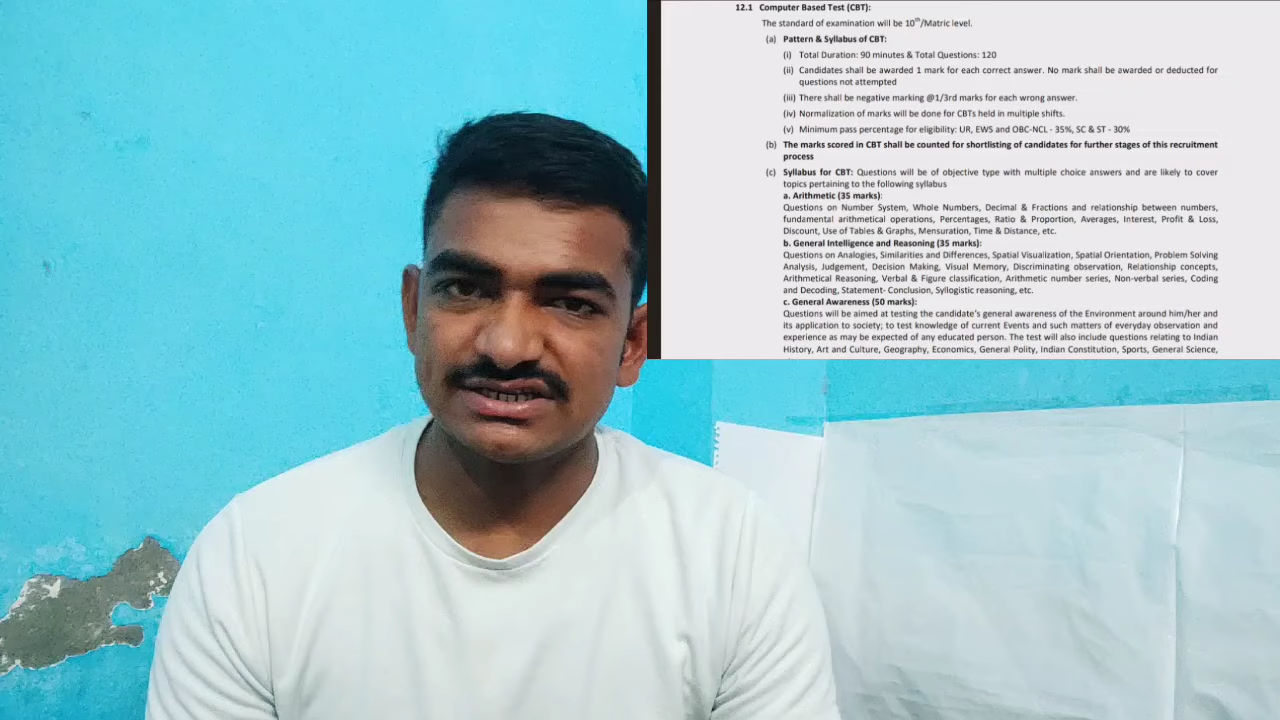 12.1 Computer Based Test (CBT):
The standard of examination will be 10th/Matric level.
(a) Pattern & Syllabus of CBT:
(i) Total Duration: 90 minutes & Total Questions: 120
(ii) Candidates shall be awarded 1 mark for each correct answer. No mark shall be awarded or deducted for
questions not attempted
(iii) There shall be negative marking @1/3rd marks for each wrong answer.
(iv) Normalization of marks will be done for CBTs held in multiple shifts.
(v) Minimum pass percentage for eligibility: UR, EWS and OBC-NCL - 35%, SC & ST - 30%
(b) The marks scored in CBT shall be counted for shortlisting of candidates for further stages of this recruitment
process
(c) Syllabus for CBT: Questions will be of objective type with multiple choice answers and are likely to cover
topics pertaining to the following syllabus
a. Arithmetic (35 marks):
Questions on Number System, Whole Numbers, Decimal & Fractions and relationship between numbers,
fundamental arithmetical operations, Percentages, Ratio & Proportion, Averages, Interest, Profit & Loss,
Discount, Use of Tables & Graphs, Mensuration, Time & Distance, etc.
b. General Intelligence and Reasoning (35 marks):
Questions on Analogies, Similarities and Differences, Spatial Visualization, Spatial Orientation, Problem Solving
Analysis, Judgement, Decision Making, Visual Memory, Discriminating observation, Relationship concepts,
Arithmetical Reasoning, Verbal & Figure classification, Arithmetic number series, Non-verbal series, Coding
and Decoding, Statement- Conclusion, Syllogistic reasoning, etc.
c. General Awareness (50 marks):
Questions will be aimed at testing the candidate's general awareness of the Environment around him/her and
its application to society; to test knowledge of current Events and such matters of everyday observation and
experience as may be expected of any educated person. The test will also include questions relating to Indian
History, Art and Culture, Geography, Economics, General Polity, Indian Constitution, Sports, General Science,